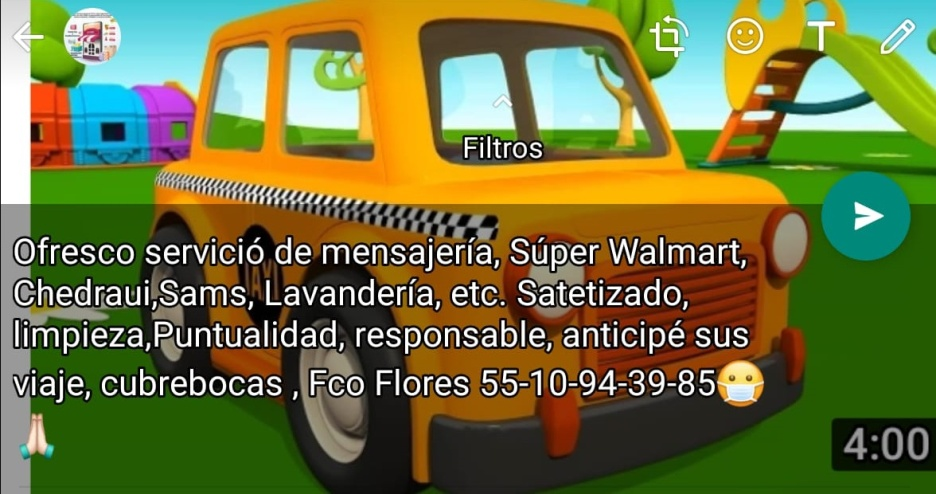 Filtros
Ofresco servició de mensajería, Súper Walmart,
Chedraui,Sams, Lavandería, etc. Satetizado,
limpieza,Puntualidad, responsable, anticipé sus
viaje, cubrebocas , Fco Flores 55-10-94-39-85😷
🙏🏻
4:00
TAXI